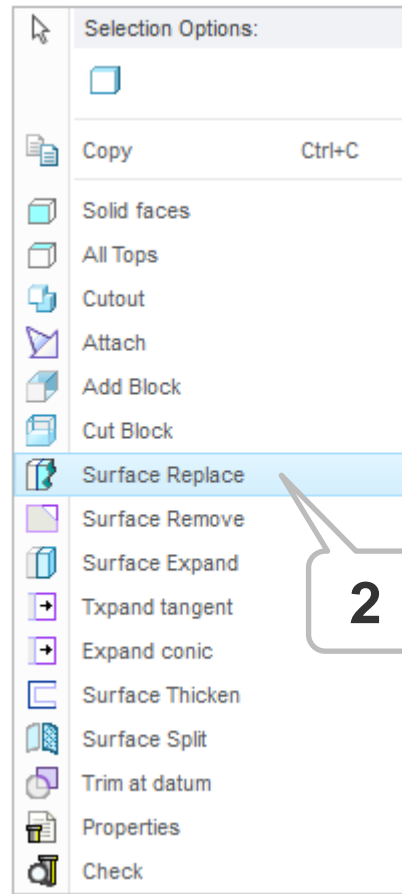 Selection Options:
Copy Ctrl+C
Solid faces
All Tops
Cutout
Attach
Add Block
Cut Block
Surface Replace
Surface Remove
Surface Expand
2
Txpand tangent
Expand conic
Surface Thicken
Surface Split
Trim at datum
Properties
Check